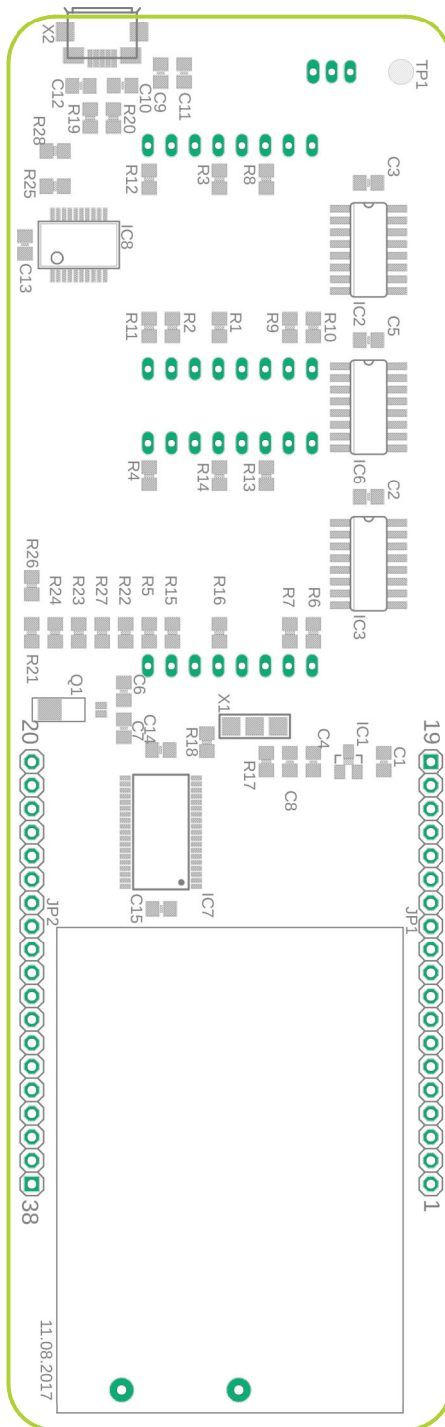 X2
TP1
C12
R19
R20
C10
C9
C11
R28
R25
R12
R3
R8
C3
C13
IC8
IC2
R11
R2
R1
R9
R10
C5
R4
R14
R13
IC6
C2
IC3
R26
R24
R23
R27
R22
R5
R15
R16
R7
R6
R21
Q1
C6
C7
C14
R18
X1
R17
C8
C4
IC1
C1
20
19
IC7
C15
JP2
JP1
38
1
11.08.2017